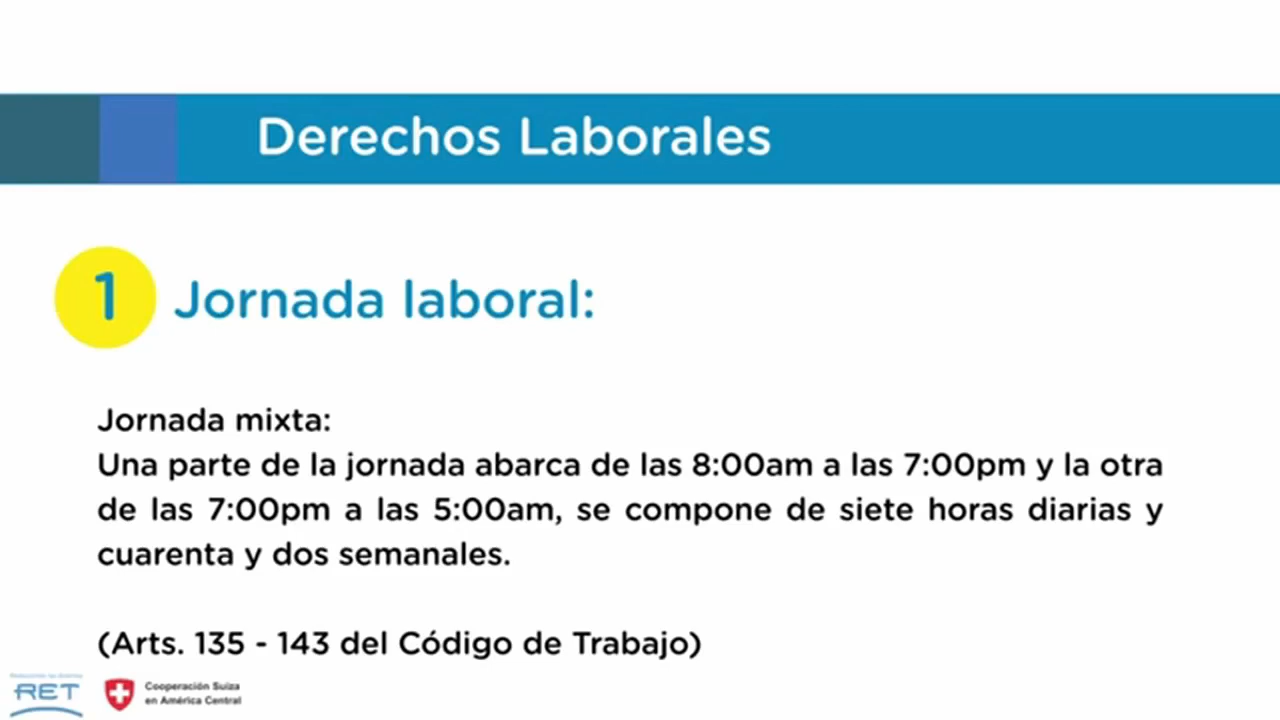 Derechos Laborales
1
Jornada laboral:
Jornada mixta:
Una parte de la jornada abarca de las 8:00am a las 7:00pm y la otra
de las 7:00pm a las 5:00am, se compone de siete horas diarias y
cuarenta y dos semanales.
(Arts. 135 - 143 del Código de Trabajo)
RET
Cooperación Suiza
en América Central